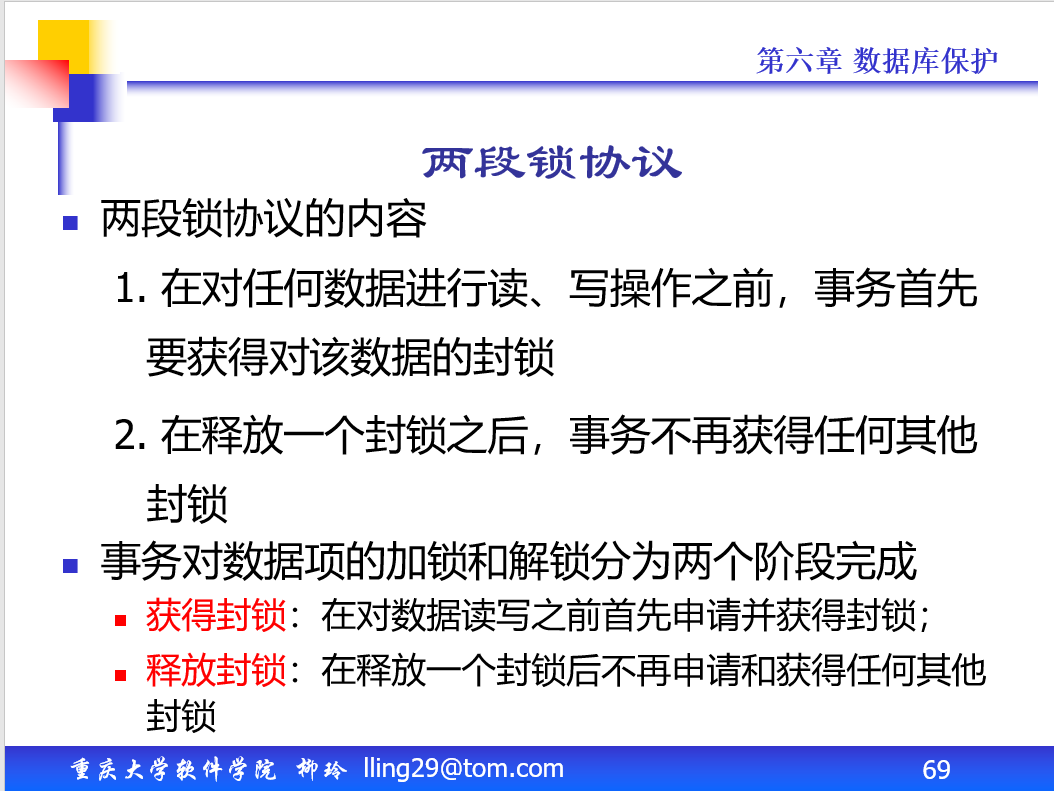 第六章 数据库保护
两段锁协议
两段锁协议的内容
1. 在对任何数据进行读、写操作之前，事务首先
要获得对该数据的封锁
2. 在释放一个封锁之后，事务不再获得任何其他
封锁
事务对数据项的加锁和解锁分为两个阶段完成
获得封锁：在对数据读写之前首先申请并获得封锁；
释放封锁：在释放一个封锁后不再申请和获得任何其他
封锁
重庆大学软件学院 柳玲 lling29@tom.com 69